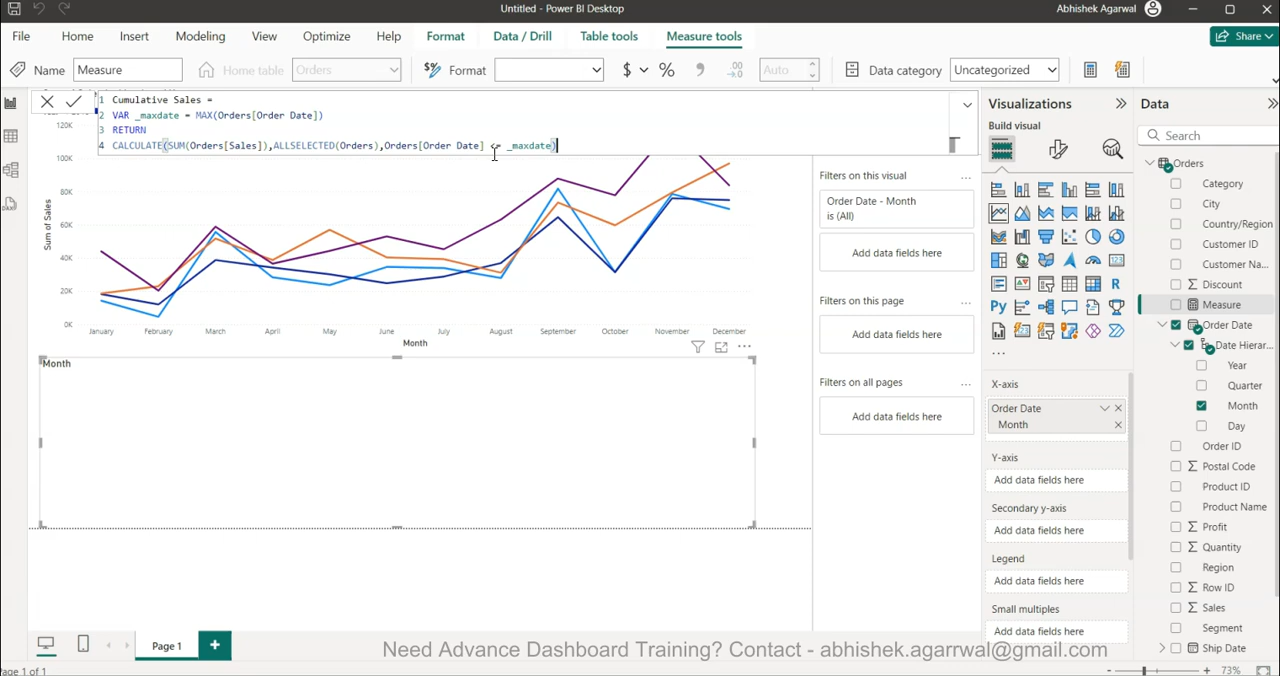 Untitled - Power BI Desktop
Abhishek Agarwal
File Home Insert Modeling View Optimize Help Format Data / Drill Table tools Measure tools Share
Name Measure Home table Orders Format $ % Auto Data category Uncategorized
1 Cumulative Sales =
2 VAR _maxdate = MAX(Orders[Order Date])
3 RETURN
4 CALCULATE(SUM(Orders[Sales]),ALLSELECTED(Orders),Orders[Order Date] <= _maxdate)
120K
100K
80K
60K
40K
20K
0K
Sum of Sales
January February March April May June July August September October November December
Month
Month
Filters on this visual
Order Date - Month
is (All)
Add data fields here
Filters on this page
Add data fields here
Filters on all pages
Add data fields here
Visualizations
Build visual
123
R
Py
X-axis
Order Date
Month
Y-axis
Add data fields here
Secondary y-axis
Add data fields here
Legend
Add data fields here
Small multiples
Add data fields here
Data
Search
Orders
Category
City
Country/Region
Customer ID
Customer Na...
Discount
Measure
Order Date
Date Hierar...
Year
Quarter
Month
Day
Order ID
Postal Code
Product ID
Product Name
Profit
Quantity
Region
Row ID
Sales
Segment
Ship Date
Page 1
Need Advance Dashboard Training? Contact - abhishek.agarrwal@gmail.com
Page 1 of 1
- + 73%